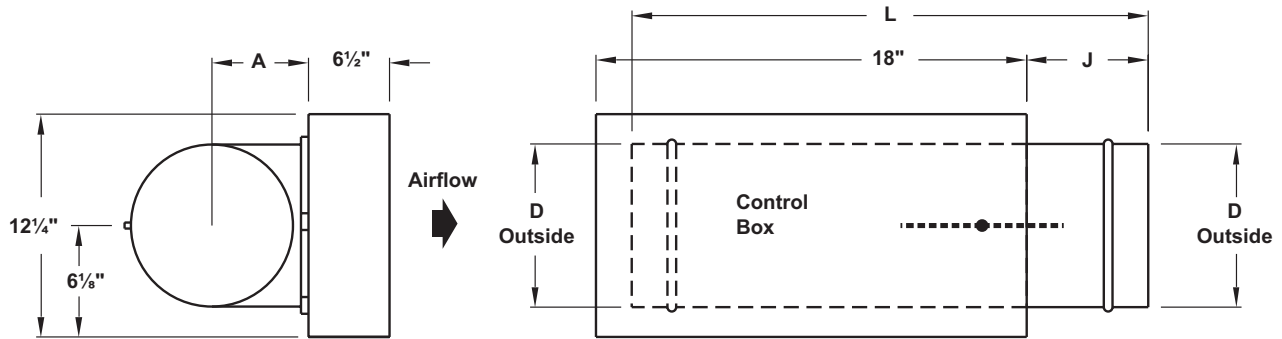 L
A
6½"
18"
J
Airflow
12¼"
6⅛"
D
Outside
Control
Box
D
Outside